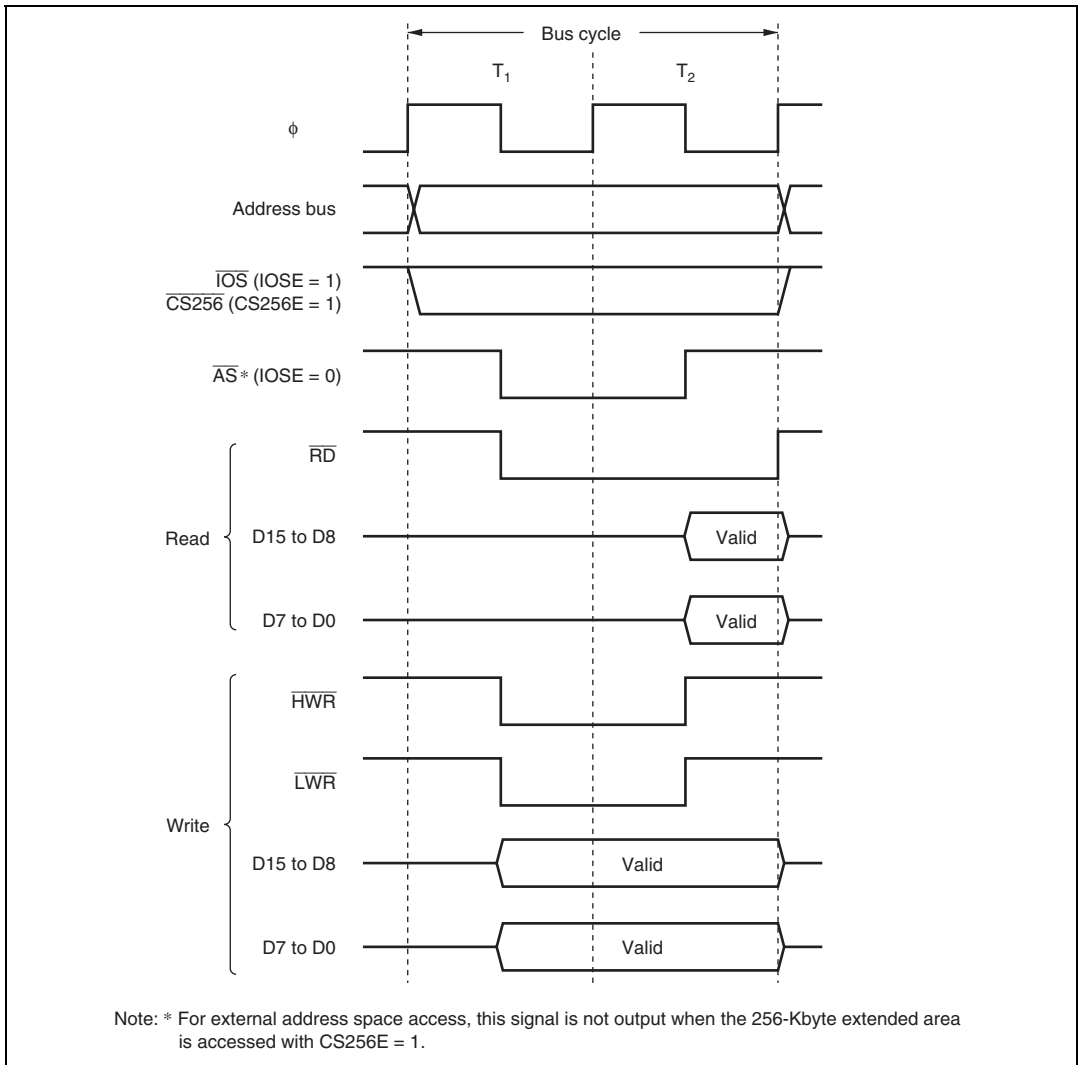 Bus cycle
T1 T2
ϕ
Address bus
IOS (IOSE = 1)
CS256 (CS256E = 1)
AS* (IOSE = 0)
RD
Read
D15 to D8 Valid
D7 to D0 Valid
HWR
LWR
Write
D15 to D8 Valid
D7 to D0 Valid
Note: * For external address space access, this signal is not output when the 256-Kbyte extended area
is accessed with CS256E = 1.